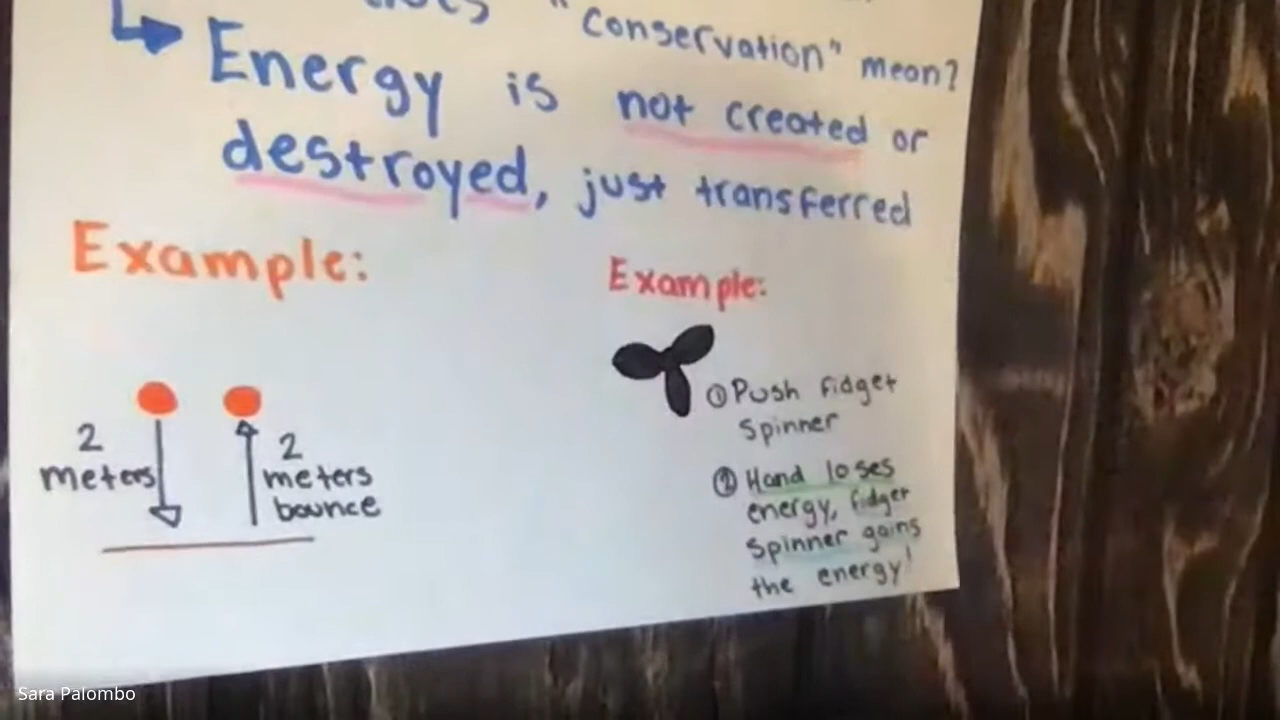 "Conservation" mean?
Energy is not created or
destroyed, just transferred
Example:
2
meters
2
meters
bounce
Example:
① Push fidget
spinner
② Hand loses
energy, fidget
spinner gains
the energy!
Sara Palombo